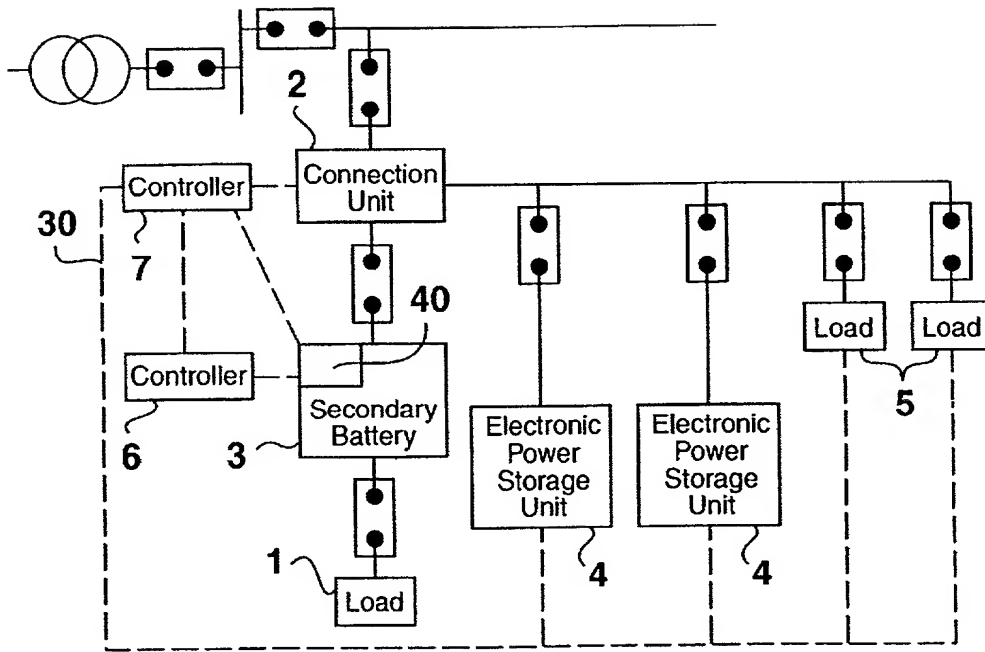 2
Connection
Unit
Controller
30
7
40
Load
Load
5
Controller
6
Secondary
Battery
3
Electronic
Power
Storage
Unit
4
Electronic
Power
Storage
Unit
4
1
Load